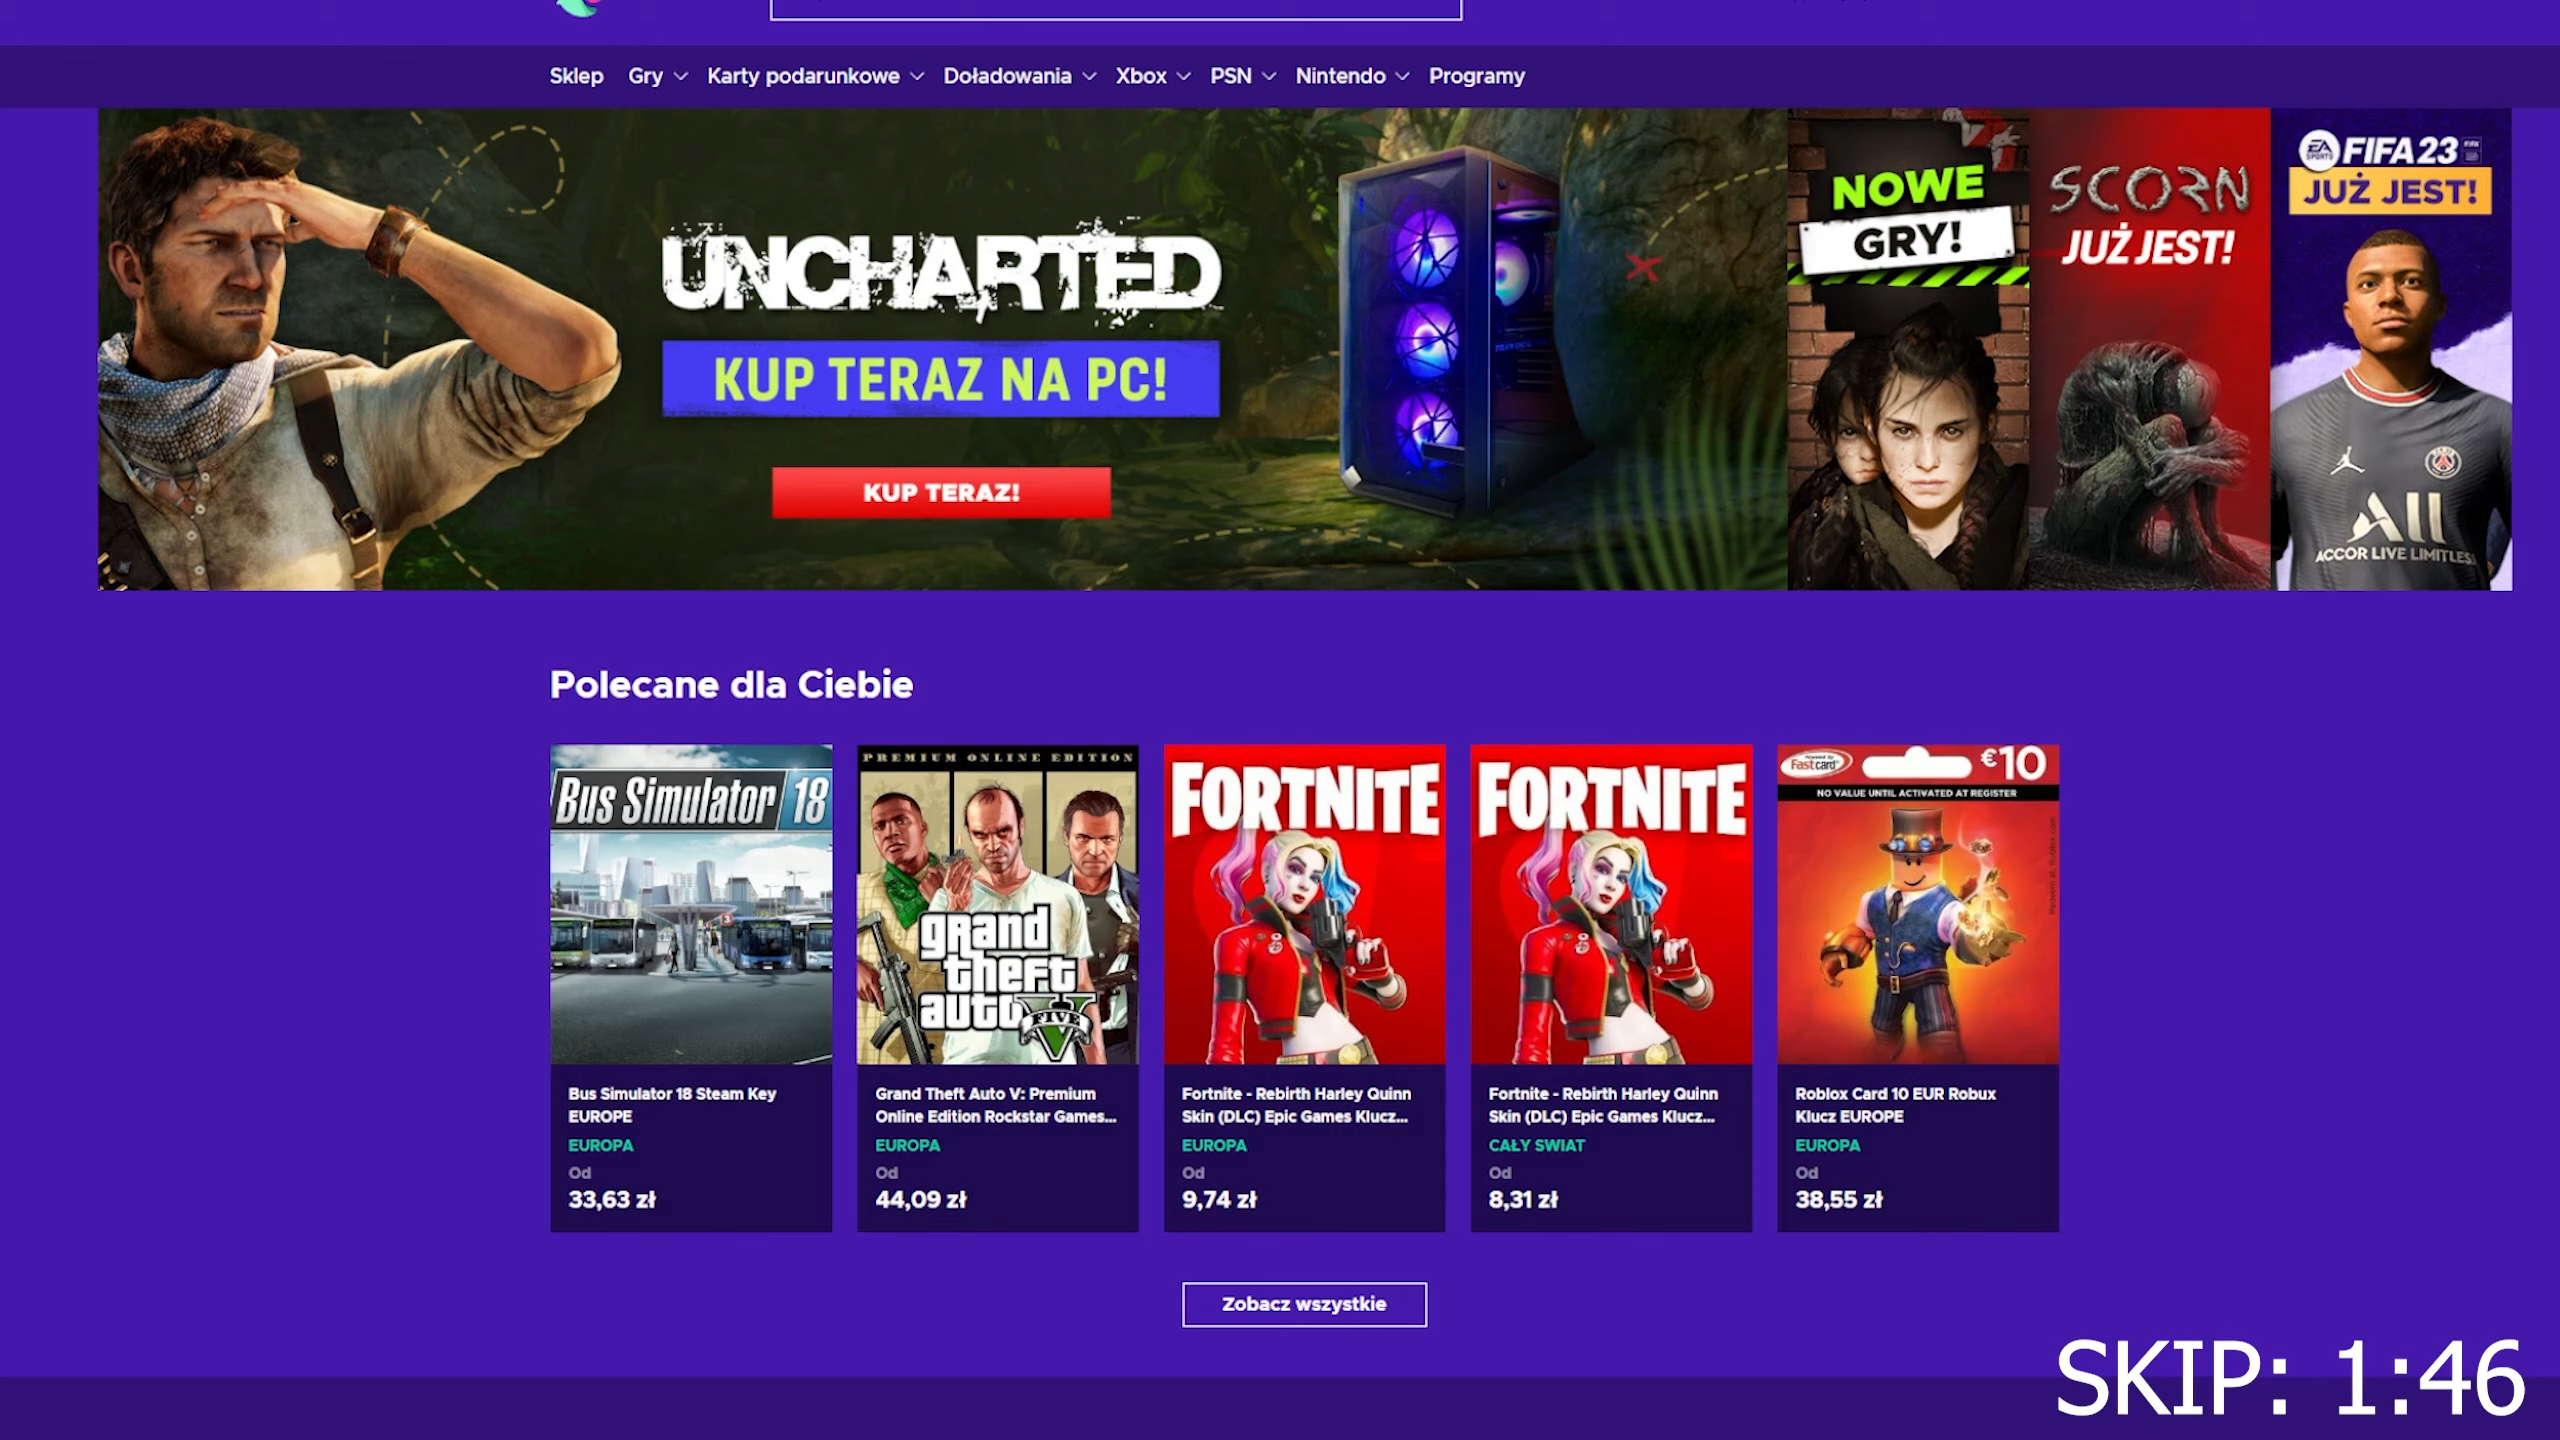 Sklep Gry Karty podarunkowe Doładowania Xbox PSN Nintendo Programy
UNCHARTED
KUP TERAZ NA PC!
KUP TERAZ!
NOWE
GRY!
SCORN
JUŻ JEST!
EA SPORTS FIFA 23
JUŻ JEST!
All
ACCOR LIVE LIMITLESS
Polecane dla Ciebie
Bus Simulator 18
Bus Simulator 18 Steam Key
EUROPE
EUROPA
Od
33,63 zł
PREMIUM ONLINE EDITION
grand
theft
auto
FIVE
Grand Theft Auto V: Premium
Online Edition Rockstar Games...
EUROPA
Od
44,09 zł
FORTNITE
Fortnite - Rebirth Harley Quinn
Skin (DLC) Epic Games Klucz...
EUROPA
Od
9,74 zł
FORTNITE
Fortnite - Rebirth Harley Quinn
Skin (DLC) Epic Games Klucz...
CAŁY SWIAT
Od
8,31 zł
Fastcard €10
NO VALUE UNTIL ACTIVATED AT REGISTER
Roblox Card 10 EUR Robux
Klucz EUROPE
EUROPA
Od
38,55 zł
Zobacz wszystkie
SKIP: 1:46